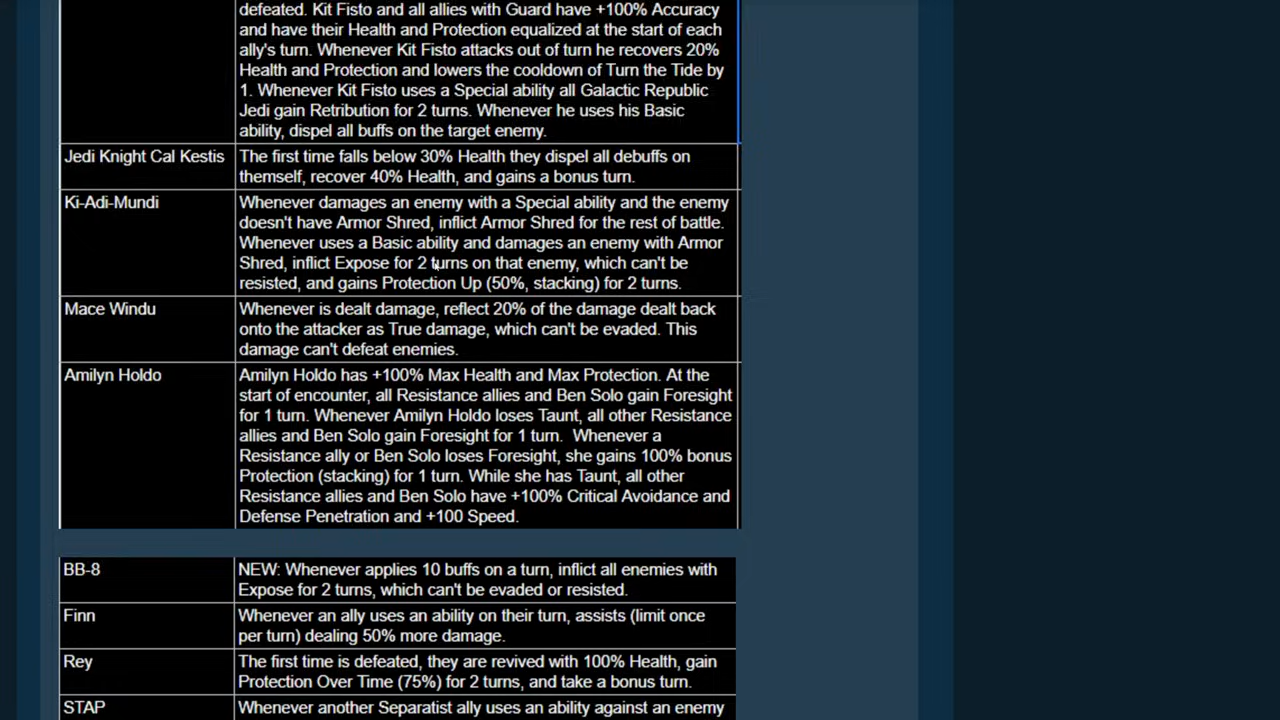 defeated. Kit Fisto and all allies with Guard have +100% Accuracy
and have their Health and Protection equalized at the start of each
ally's turn. Whenever Kit Fisto attacks out of turn he recovers 20%
Health and Protection and lowers the cooldown of Turn the Tide by
1. Whenever Kit Fisto uses a Special ability all Galactic Republic
Jedi gain Retribution for 2 turns. Whenever he uses his Basic
ability, dispel all buffs on the target enemy.
Jedi Knight Cal Kestis
The first time falls below 30% Health they dispel all debuffs on
themself, recover 40% Health, and gains a bonus turn.
Ki-Adi-Mundi
Whenever damages an enemy with a Special ability and the enemy
doesn't have Armor Shred, inflict Armor Shred for the rest of battle.
Whenever uses a Basic ability and damages an enemy with Armor
Shred, inflict Expose for 2 turns on that enemy, which can't be
resisted, and gains Protection Up (50%, stacking) for 2 turns.
Mace Windu
Whenever is dealt damage, reflect 20% of the damage dealt back
onto the attacker as True damage, which can't be evaded. This
damage can't defeat enemies.
Amilyn Holdo
Amilyn Holdo has +100% Max Health and Max Protection. At the
start of encounter, all Resistance allies and Ben Solo gain Foresight
for 1 turn. Whenever Amilyn Holdo loses Taunt, all other Resistance
allies and Ben Solo gain Foresight for 1 turn.  Whenever a
Resistance ally or Ben Solo loses Foresight, she gains 100% bonus
Protection (stacking) for 1 turn. While she has Taunt, all other
Resistance allies and Ben Solo have +100% Critical Avoidance and
Defense Penetration and +100 Speed.
BB-8
NEW: Whenever applies 10 buffs on a turn, inflict all enemies with
Expose for 2 turns, which can't be evaded or resisted.
Finn
Whenever an ally uses an ability on their turn, assists (limit once
per turn) dealing 50% more damage.
Rey
The first time is defeated, they are revived with 100% Health, gain
Protection Over Time (75%) for 2 turns, and take a bonus turn.
STAP
Whenever another Separatist ally uses an ability against an enemy